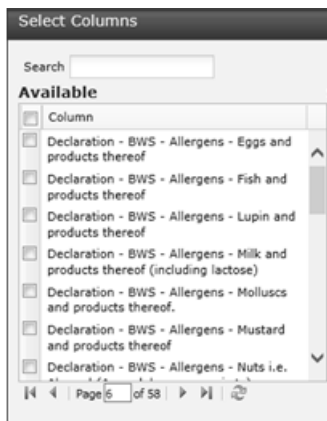 Select Columns
Search
Available
Column
Declaration - BWS - Allergens - Eggs and
products thereof
Declaration - BWS - Allergens - Fish and
products thereof
Declaration - BWS - Allergens - Lupin and
products thereof
Declaration - BWS - Allergens - Milk and
products thereof (including lactose)
Declaration - BWS - Allergens - Molluscs
and products thereof.
Declaration - BWS - Allergens - Mustard
and products thereof
Declaration - BWS - Allergens - Nuts i.e.
Page 6 of 58